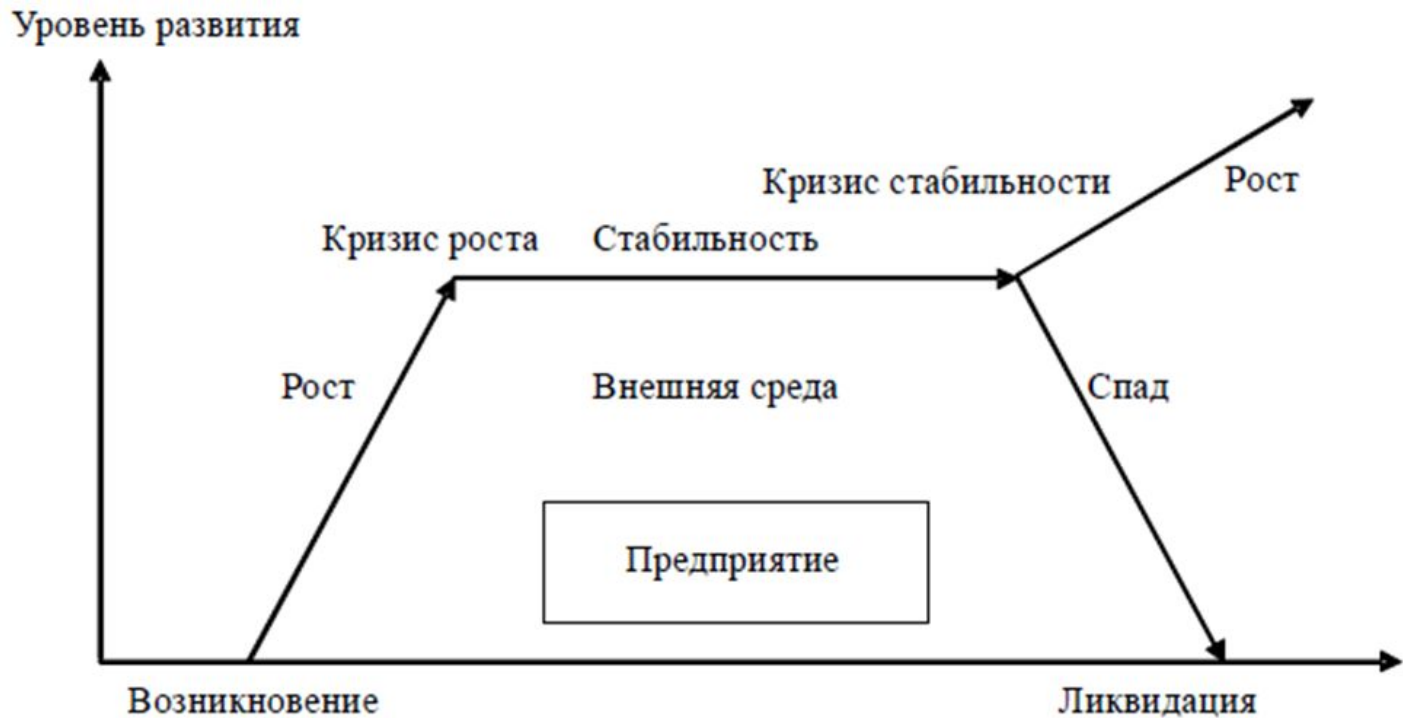 Уровень развития
Кризис стабильности
Рост
Кризис роста
Стабильность
Рост
Внешняя среда
Спад
Предприятие
Возникновение
Ликвидация